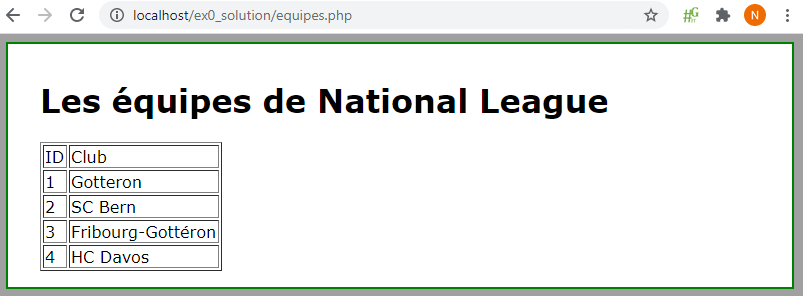 localhost/ex0_solution/equipes.php
N
Les équipes de National League
ID Club
1 Gotteron
2 SC Bern
3 Fribourg-Gottéron
4 HC Davos